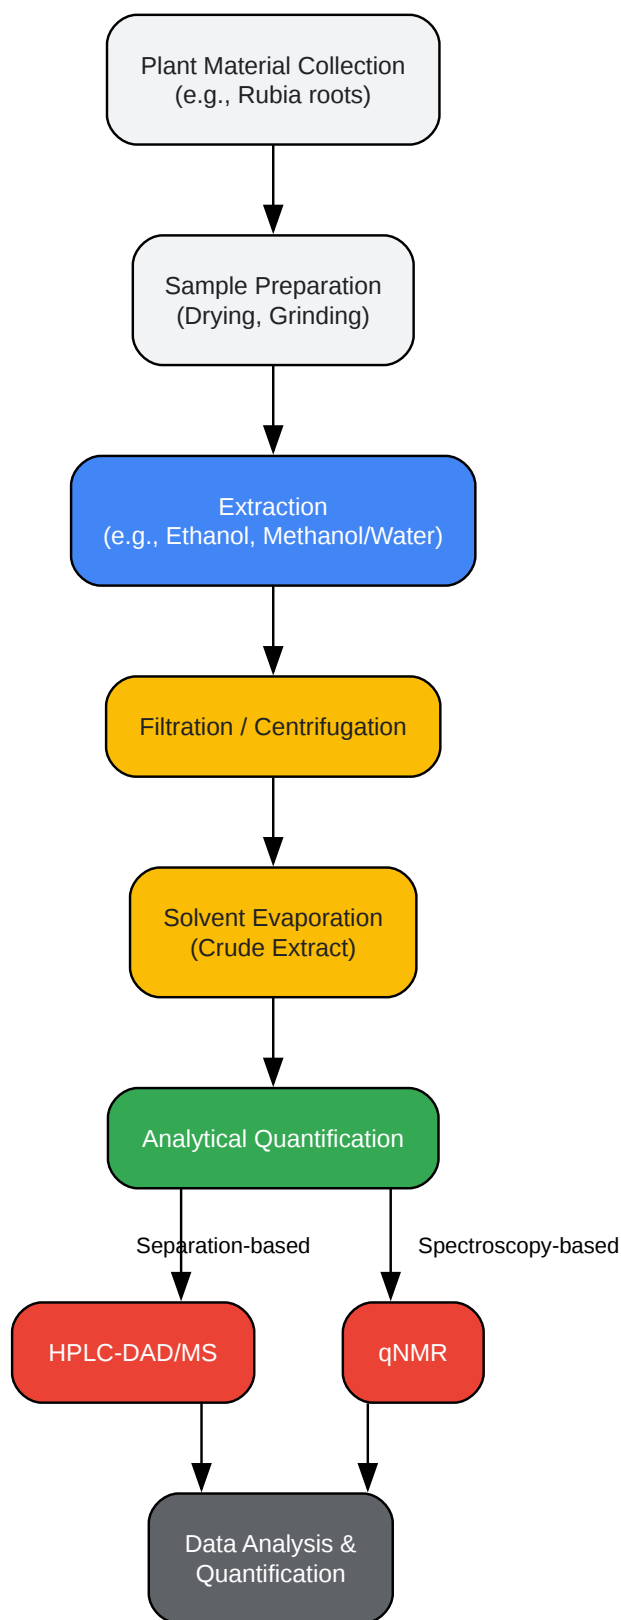 Plant Material Collection
(e.g., Rubia roots)
Sample Preparation
(Drying, Grinding)
Extraction
(e.g., Ethanol, Methanol/Water)
Filtration / Centrifugation
Solvent Evaporation
(Crude Extract)
Analytical Quantification
Separation-based
Spectroscopy-based
HPLC-DAD/MS
qNMR
Data Analysis &
Quantification